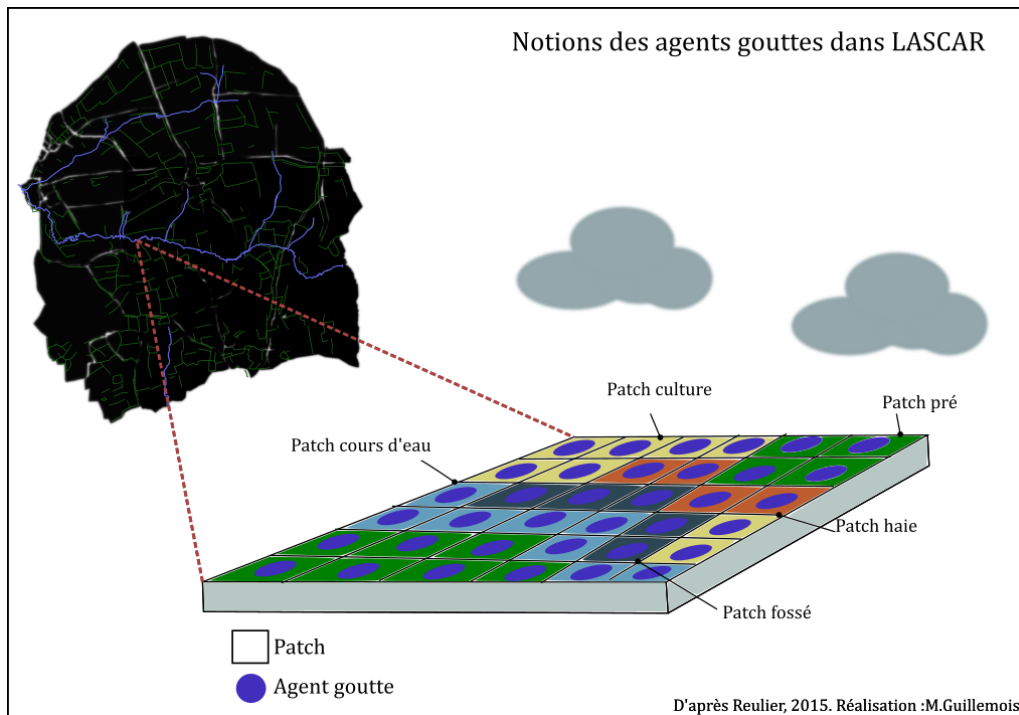 Notions des agents gouttes dans LASCAR
Patch culture
Patch pré
Patch cours d'eau
Patch haie
Patch fossé
Patch
Agent goutte
D'après Reulier, 2015. Réalisation :M.Guillemois